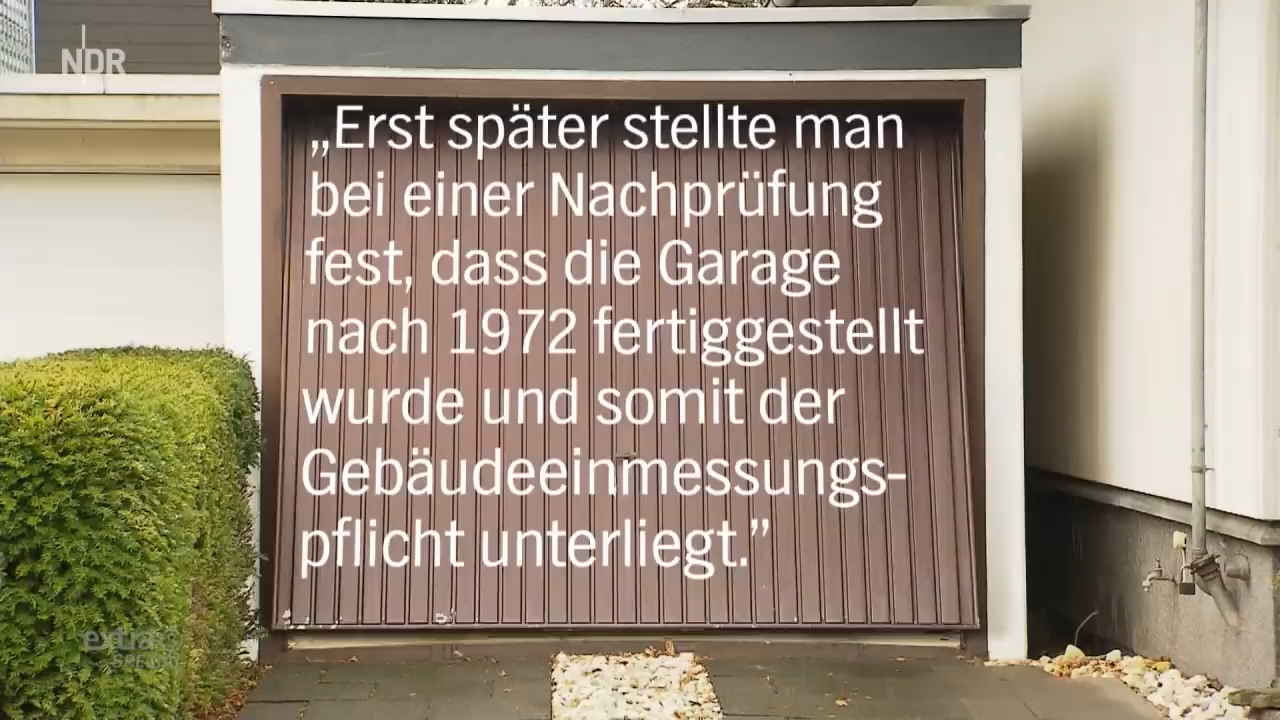 NDR
„Erst später stellte man
bei einer Nachprüfung
fest, dass die Garage
nach 1972 fertiggestellt
wurde und somit der
Gebäudeeinmessungs-
pflicht unterliegt.”
extra 3
SPEZIAL